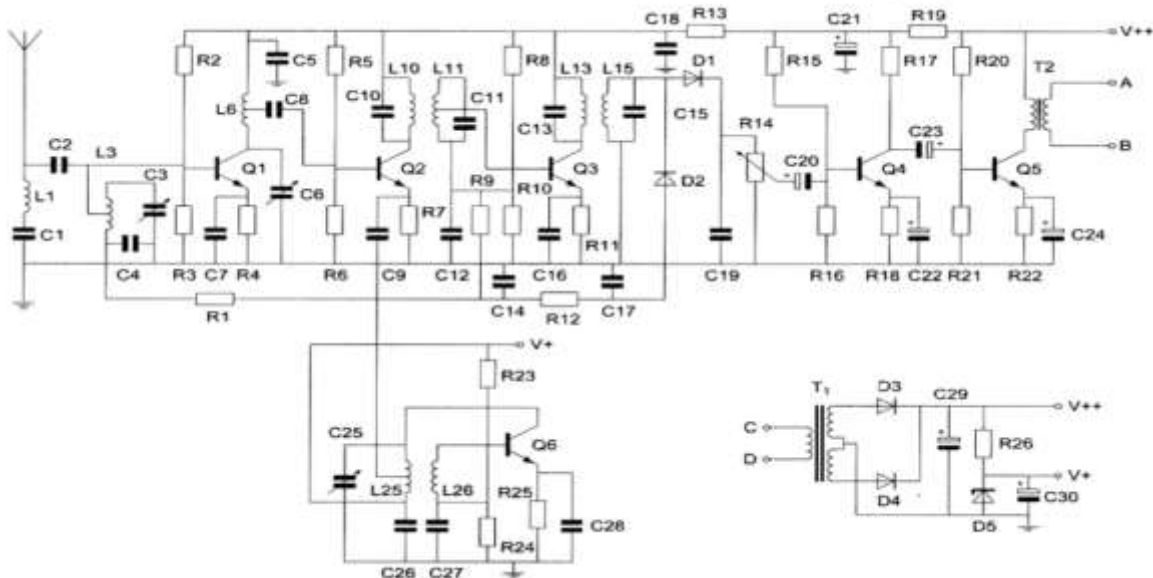 C18 R13 C21 R19
V++
R2 C5 R5 L10 L11 R8 L13 L15 D1 R15 R17 R20 T2
A
L6 C8 C10 C11 C13 C15 R14 C23
B
C2 L3 C3 Q1 C6 Q2 R9 R10 Q3 D2 C20 Q4 Q5
L1 R7 R11
C1 C4 C24
R3 C7 R4 R6 C9 C12 C16 C19 R16 R18 C22 R21 R22
R1 C14 R12 C17
V+
R23
T1 D3 C29
V++
C25 Q6 C
R26
D
V+
L25 L26 R25 D4 C30
C28 D5
R24
C26 C27